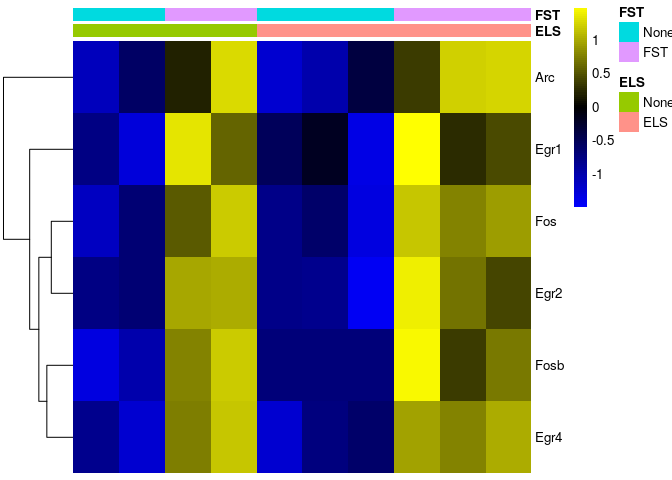 FST
ELS
Arc
Egr1
Fos
Egr2
Fosb
Egr4
1
0.5
0
-0.5
-1
FST
None
FST
ELS
None
ELS